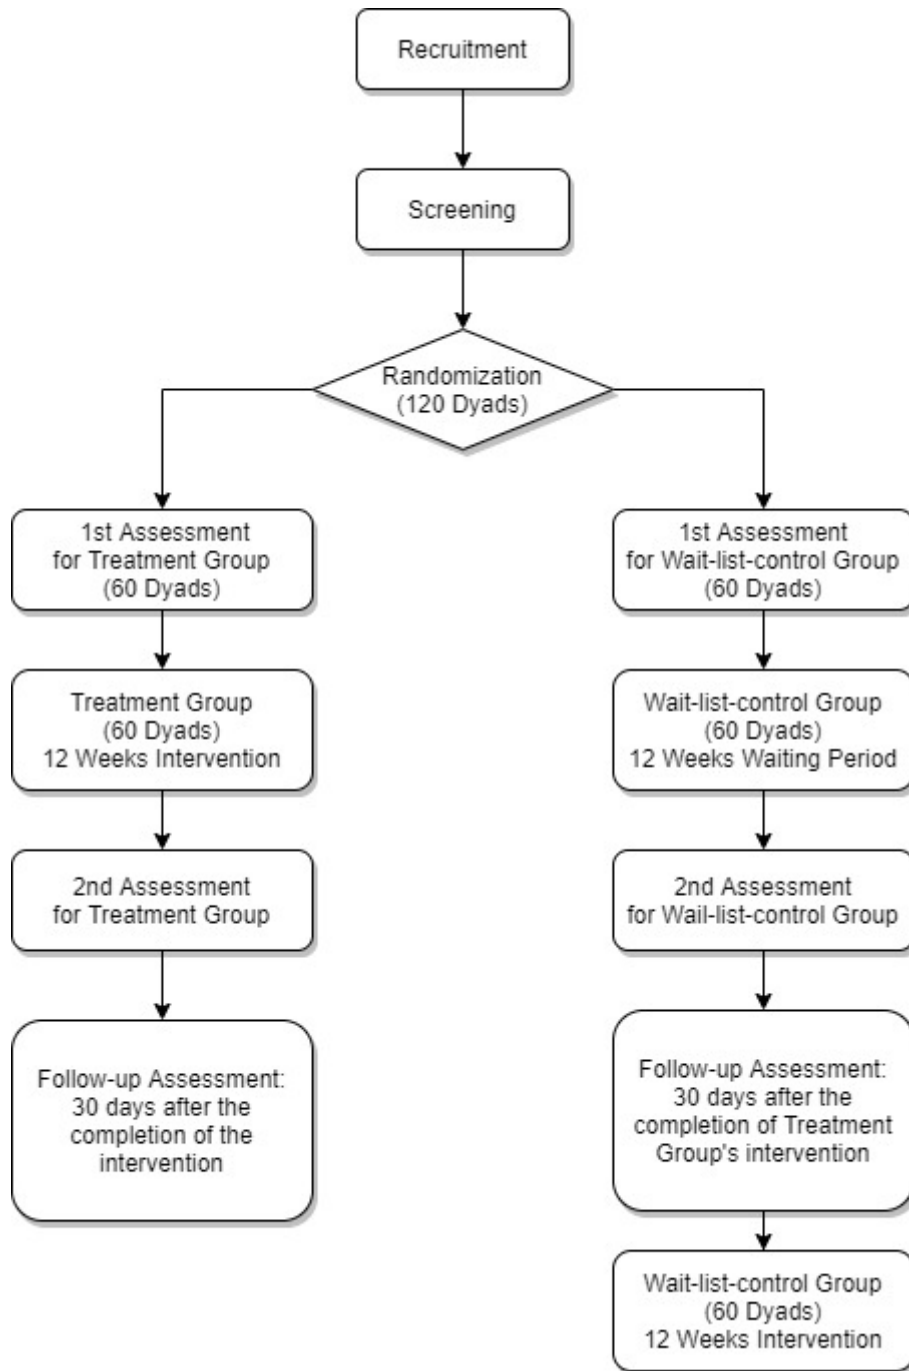 Recruitment
Screening
Randomization
(120 Dyads)
1st Assessment
for Treatment Group
(60 Dyads)
1st Assessment
for Wait-list-control Group
(60 Dyads)
Treatment Group
(60 Dyads)
12 Weeks Intervention
Wait-list-control Group
(60 Dyads)
12 Weeks Waiting Period
2nd Assessment
for Treatment Group
2nd Assessment
for Wail-list-control Group
Follow-up Assessment:
30 days after the
completion of the
intervention
Follow-up Assessment:
30 days after the
completion of Treatment
Group's intervention
Wait-list-control Group
(60 Dyads)
12 Weeks Intervention